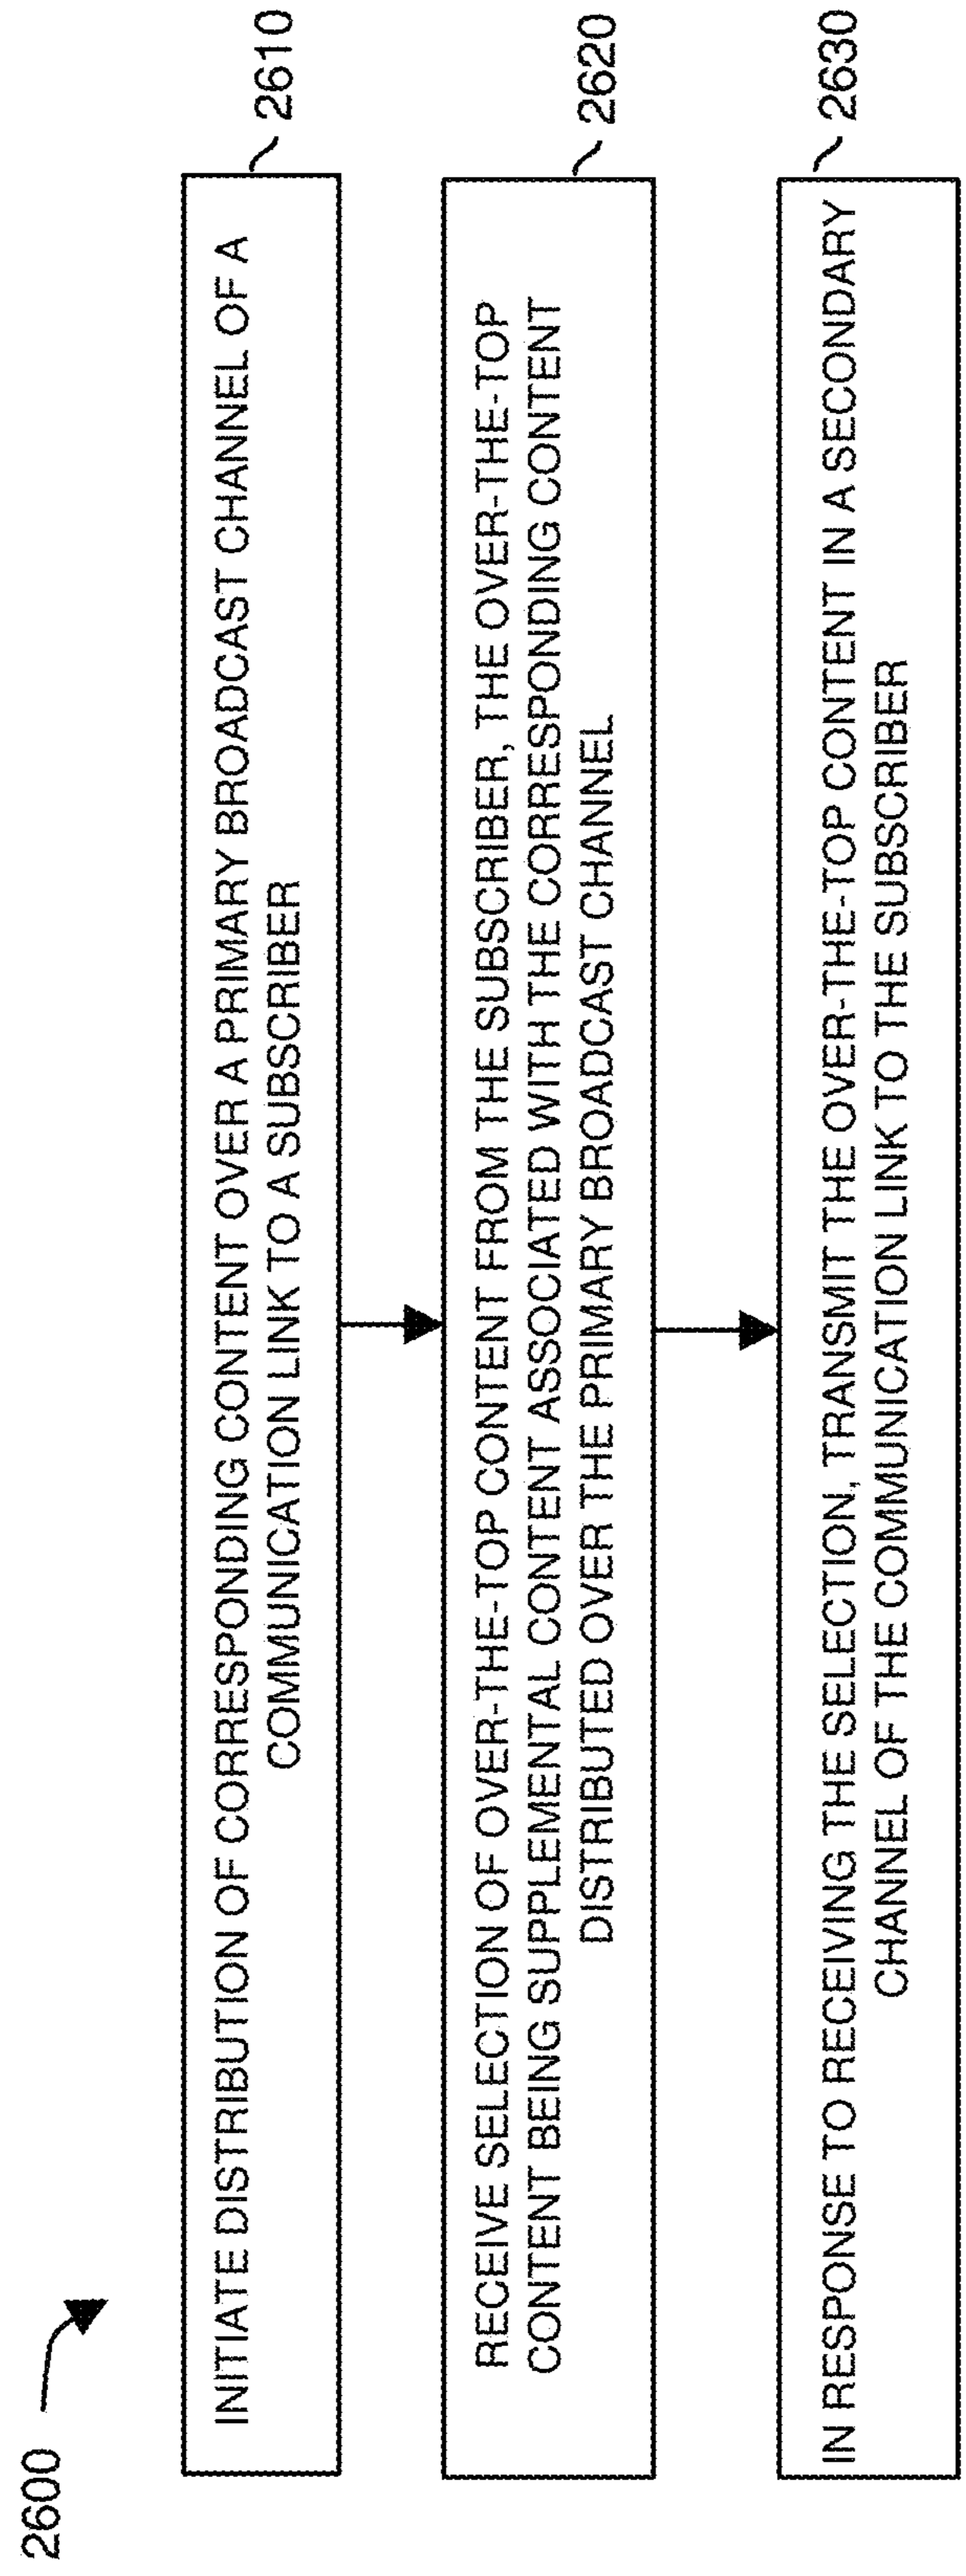 2600
INITIATE DISTRIBUTION OF CORRESPONDING CONTENT OVER A PRIMARY BROADCAST CHANNEL OF A
COMMUNICATION LINK TO A SUBSCRIBER
2610
RECEIVE SELECTION OF OVER-THE-TOP CONTENT FROM THE SUBSCRIBER, THE OVER-THE-TOP
CONTENT BEING SUPPLEMENTAL CONTENT ASSOCIATED WITH THE CORRESPONDING CONTENT
DISTRIBUTED OVER THE PRIMARY BROADCAST CHANNEL
2620
IN RESPONSE TO RECEIVING THE SELECTION, TRANSMIT THE OVER-THE-TOP CONTENT IN A SECONDARY
CHANNEL OF THE COMMUNICATION LINK TO THE SUBSCRIBER
2630